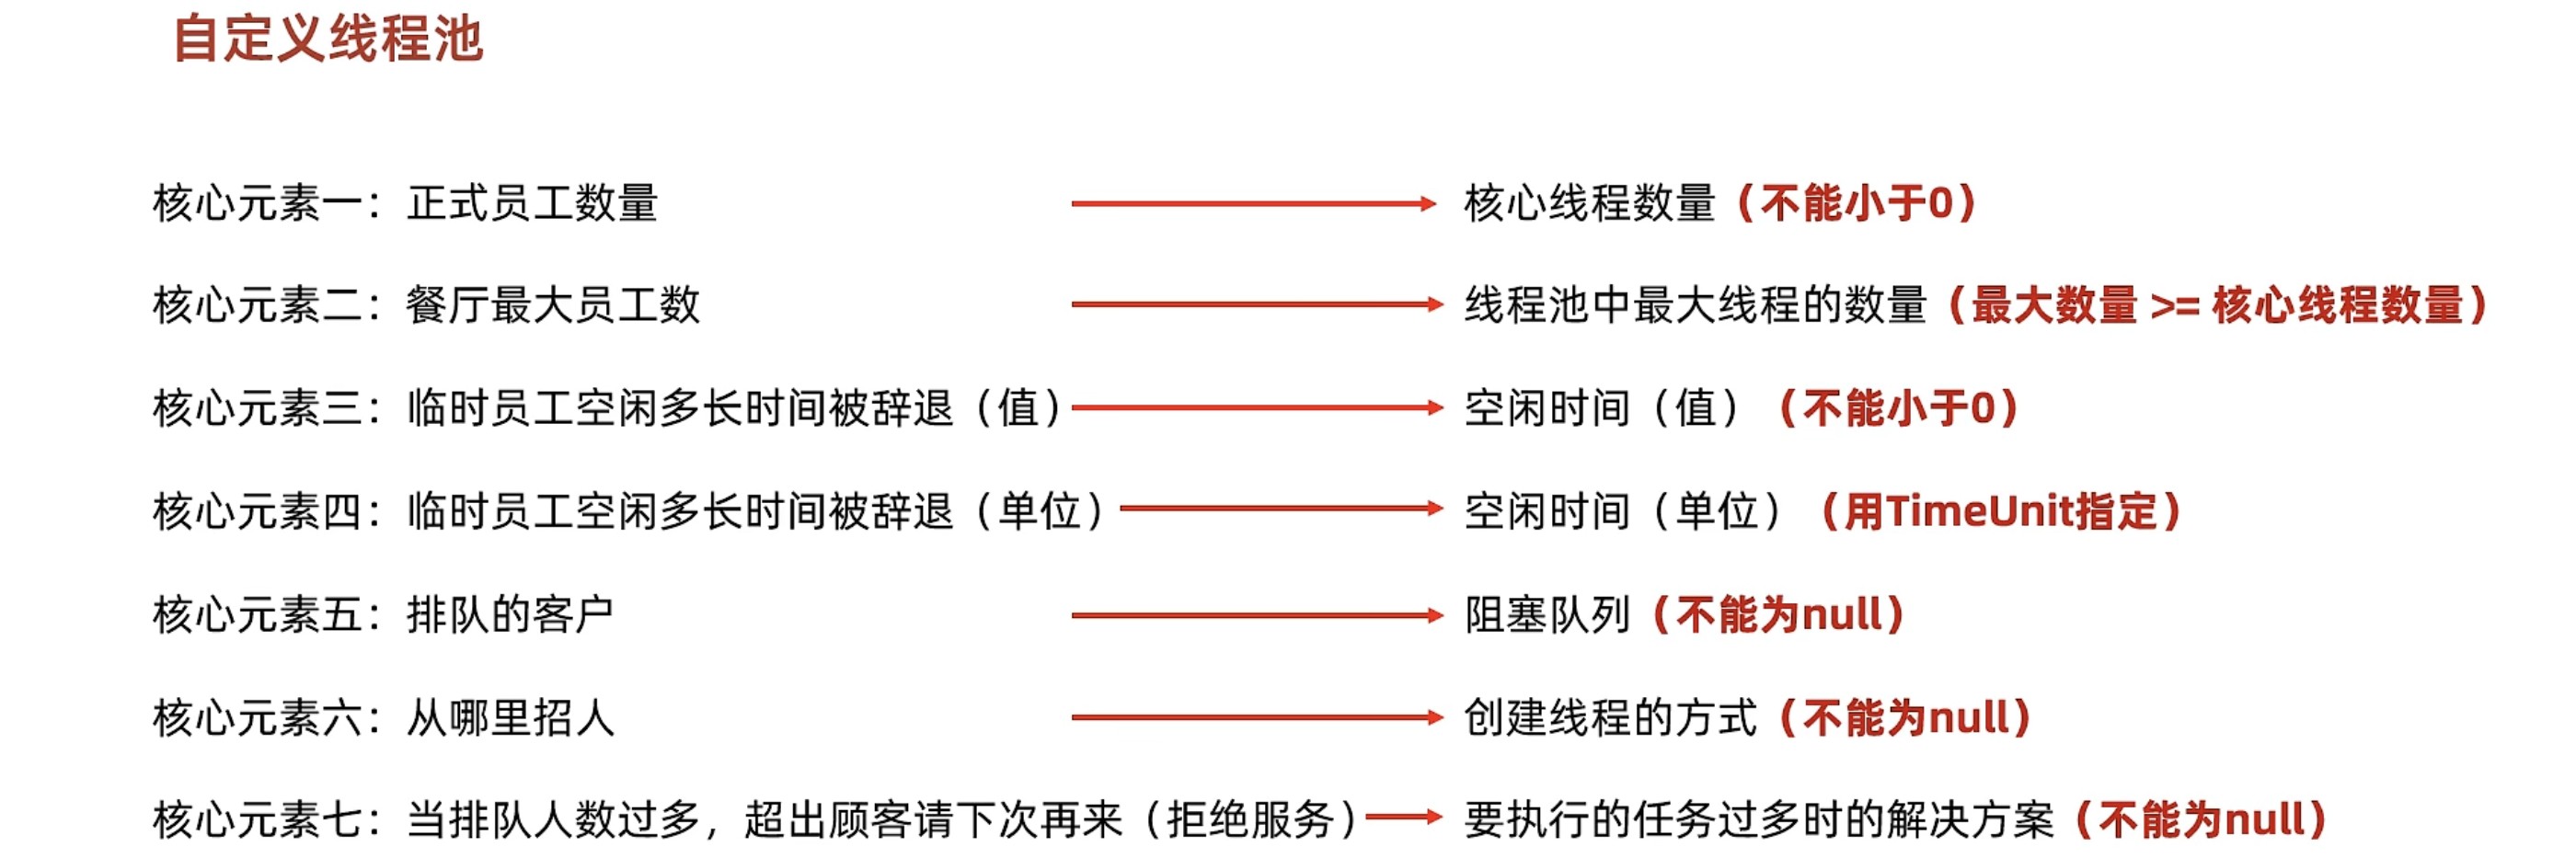 自定义线程池
核心元素一：正式员工数量 核心线程数量（不能小于0）
核心元素二：餐厅最大员工数 线程池中最大线程的数量（最大数量 >= 核心线程数量）
核心元素三：临时员工空闲多长时间被辞退（值） 空闲时间（值）（不能小于0）
核心元素四：临时员工空闲多长时间被辞退（单位） 空闲时间（单位）（用TimeUnit指定）
核心元素五：排队的客户 阻塞队列（不能为null）
核心元素六：从哪里招人 创建线程的方式（不能为null）
核心元素七：当排队人数过多，超出顾客请下次再来（拒绝服务） 要执行的任务过多时的解决方案（不能为null）